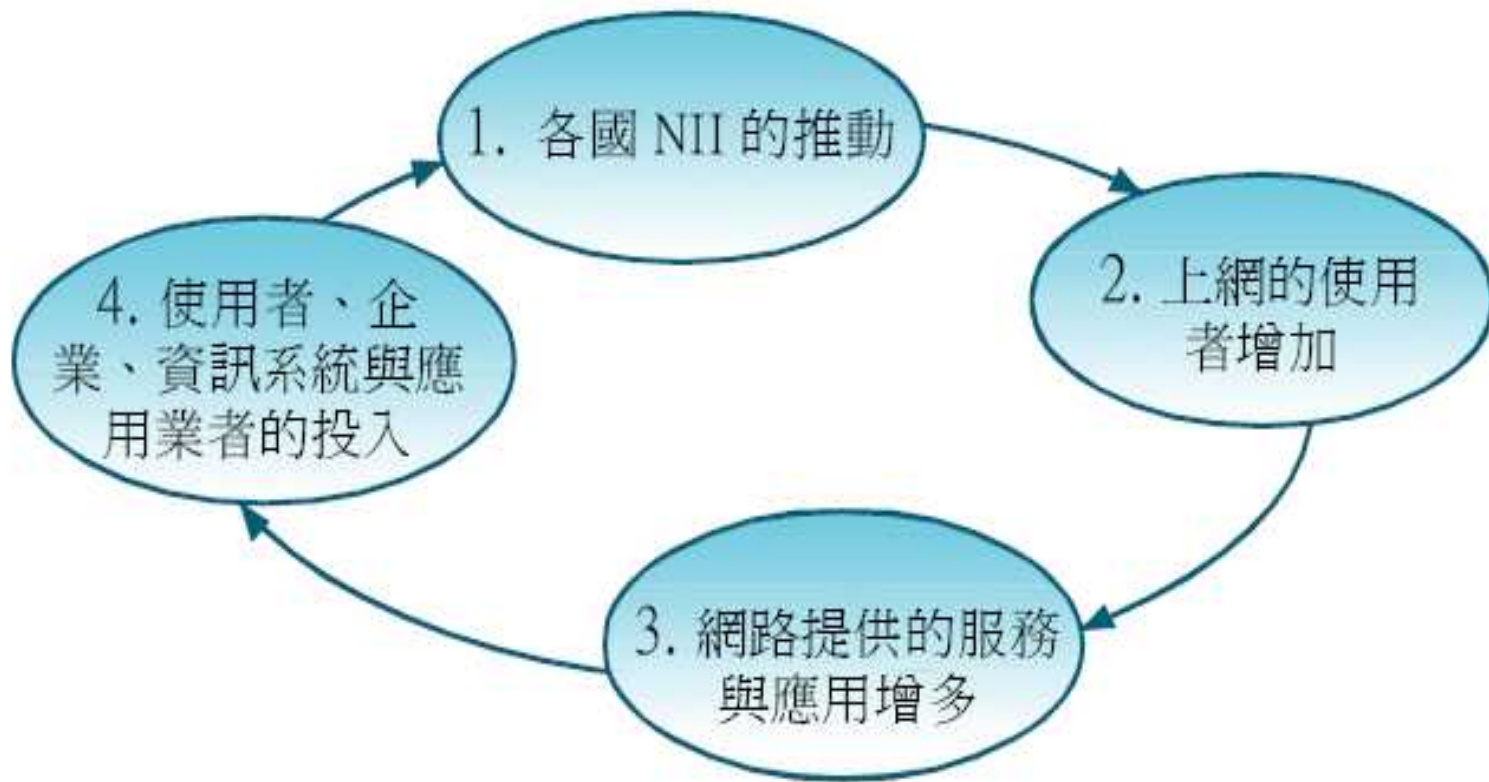 1. 各國 NII 的推動
2. 上網的使用
者增加
3. 網路提供的服務
與應用增多
4. 使用者、企
業、資訊系統與應
用業者的投入